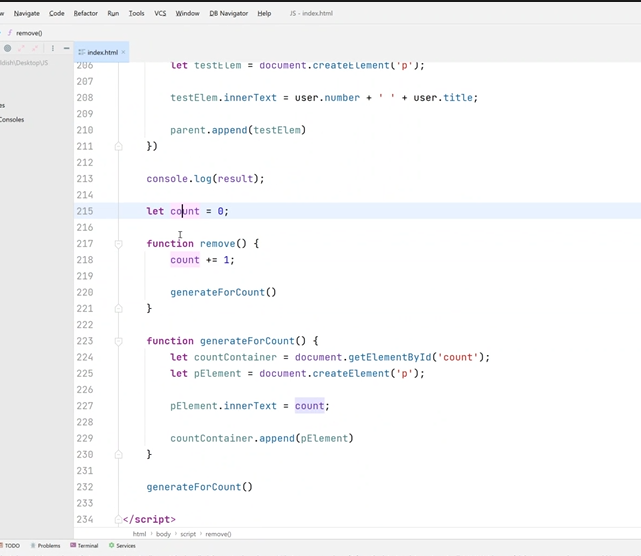 w Navigate Code Refactor Run Tools VCS Window DB Navigator Help JS - index.html
f remove()
index.html
\Desktop\JS
es
Consoles
206 let testElem = document.createElement('p');
207
208 testElem.innerText = user.number + ' ' + user.title;
209
210 parent.append(testElem)
211 })
212
213 console.log(result);
214
215 let count = 0;
216
217 function remove() {
218 count += 1;
219
220 generateForCount()
221 }
222
223 function generateForCount() {
224 let countContainer = document.getElementById('count');
225 let pElement = document.createElement('p');
226
227 pElement.innerText = count;
228
229 countContainer.append(pElement)
230 }
231
232 generateForCount()
233
234 </script>
html › body › script › remove()
TODO Problems Terminal Services